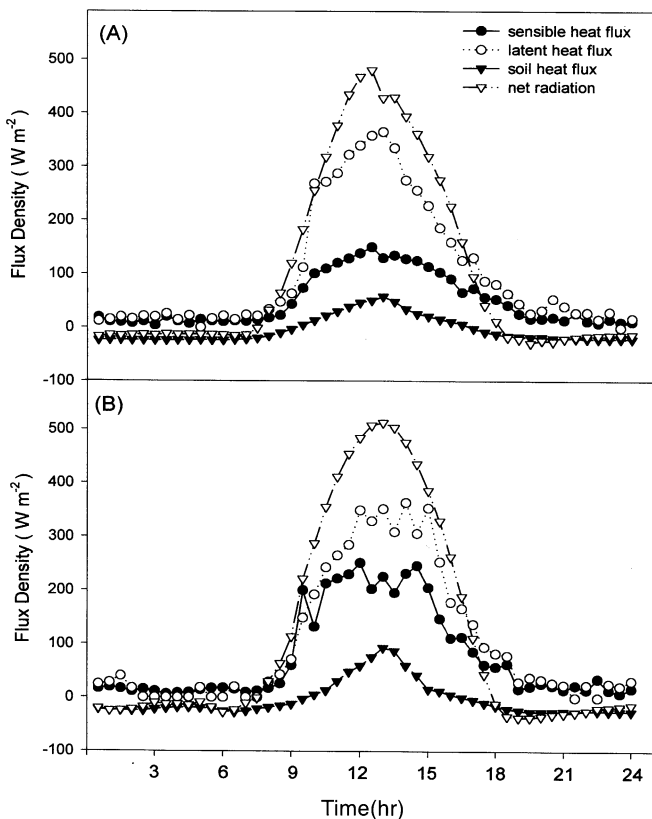 (A)
sensible heat flux
latent heat flux
soil heat flux
net radiation
500
400
300
200
100
0
-100
Flux Density ( W m-2 )
(B)
500
400
300
200
100
0
-100
Flux Density ( W m-2 )
3 6 9 12 15 18 21 24
Time(hr)